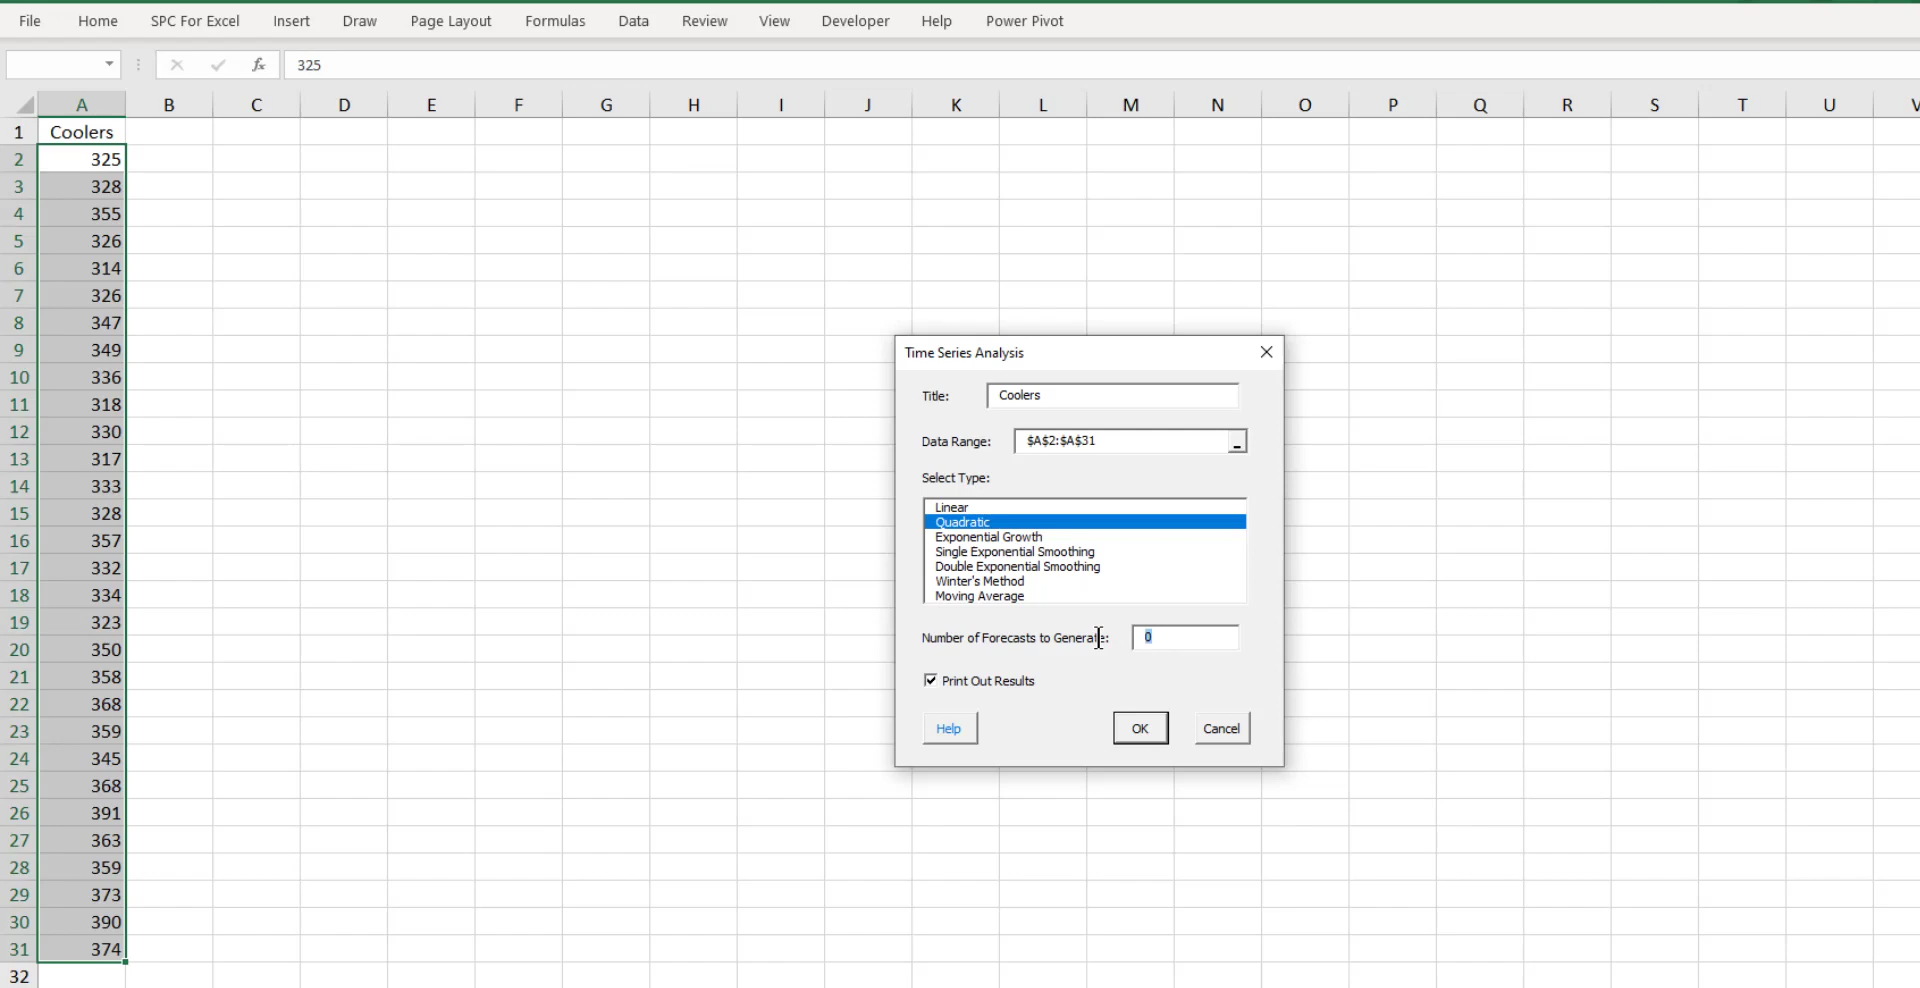 File Home SPC For Excel Insert Draw Page Layout Formulas Data Review View Developer Help Power Pivot
fx 325
A B C D E F G H I J K L M N O P Q R S T U V
1 Coolers
2 325
3 328
4 355
5 326
6 314
7 326
8 347
9 349
10 336
11 318
12 330
13 317
14 333
15 328
16 357
17 332
18 334
19 323
20 350
21 358
22 368
23 359
24 345
25 368
26 391
27 363
28 359
29 373
30 390
31 374
32
Time Series Analysis
Title: Coolers
Data Range: $A$2:$A$31
Select Type:
Linear
Quadratic
Exponential Growth
Single Exponential Smoothing
Double Exponential Smoothing
Winter's Method
Moving Average
Number of Forecasts to Generate: 0
Print Out Results
Help OK Cancel